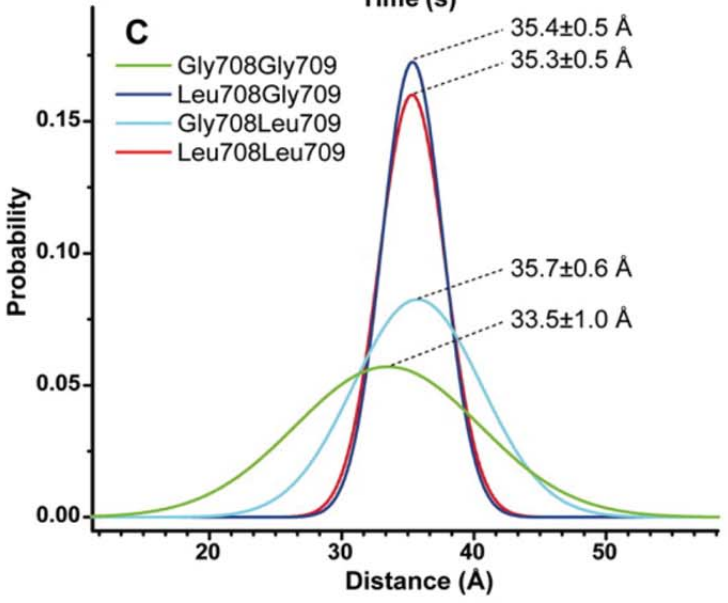 Time (s)
C
35.4±0.5 Å
35.3±0.5 Å
Gly708Gly709
Leu708Gly709
Gly708Leu709
Leu708Leu709
35.7±0.6 Å
33.5±1.0 Å
Probability
0.15
0.10
0.05
0.00
20 30 40 50
Distance (Å)